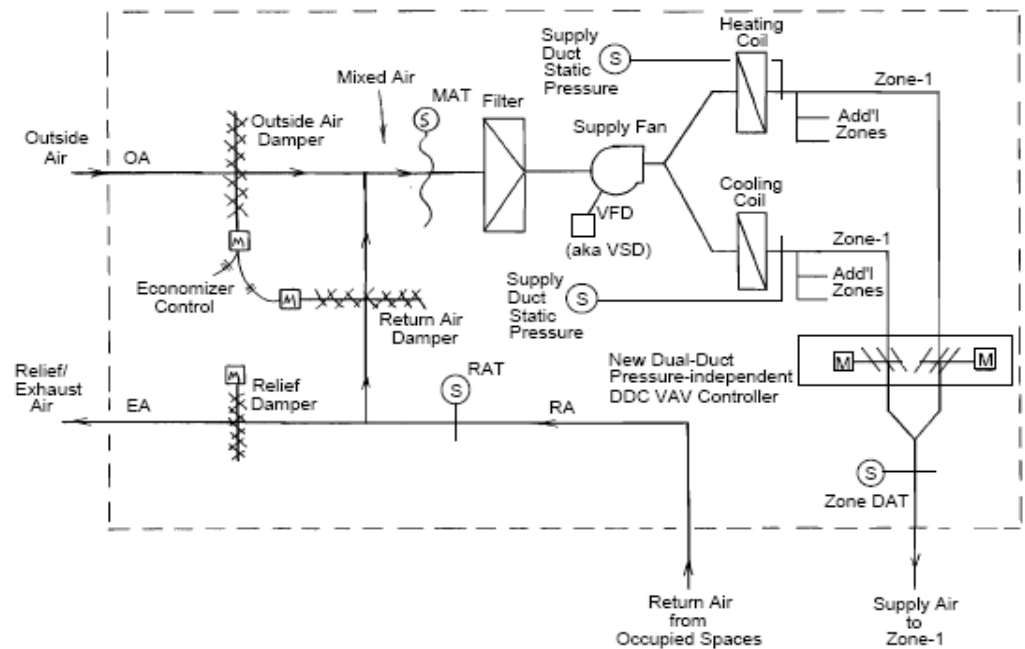 Supply
Duct
Static
Pressure
S
Heating
Coil
Zone-1
Add'l
Zones
Mixed Air
MAT
S
Filter
Supply Fan
Outside Air
Damper
Outside
Air
OA
VFD
(aka VSD)
Cooling
Coil
Zone-1
Add'l
Zones
M
Economizer
Control
M
Return Air
Damper
Supply
Duct
Static
Pressure
S
New Dual-Duct
Pressure-independent
DDC VAV Controller
M
M
Relief/
Exhaust
Air
EA
M
Relief
Damper
RAT
S
RA
S
Zone DAT
Return Air
from
Occupied Spaces
Supply Air
to
Zone-1